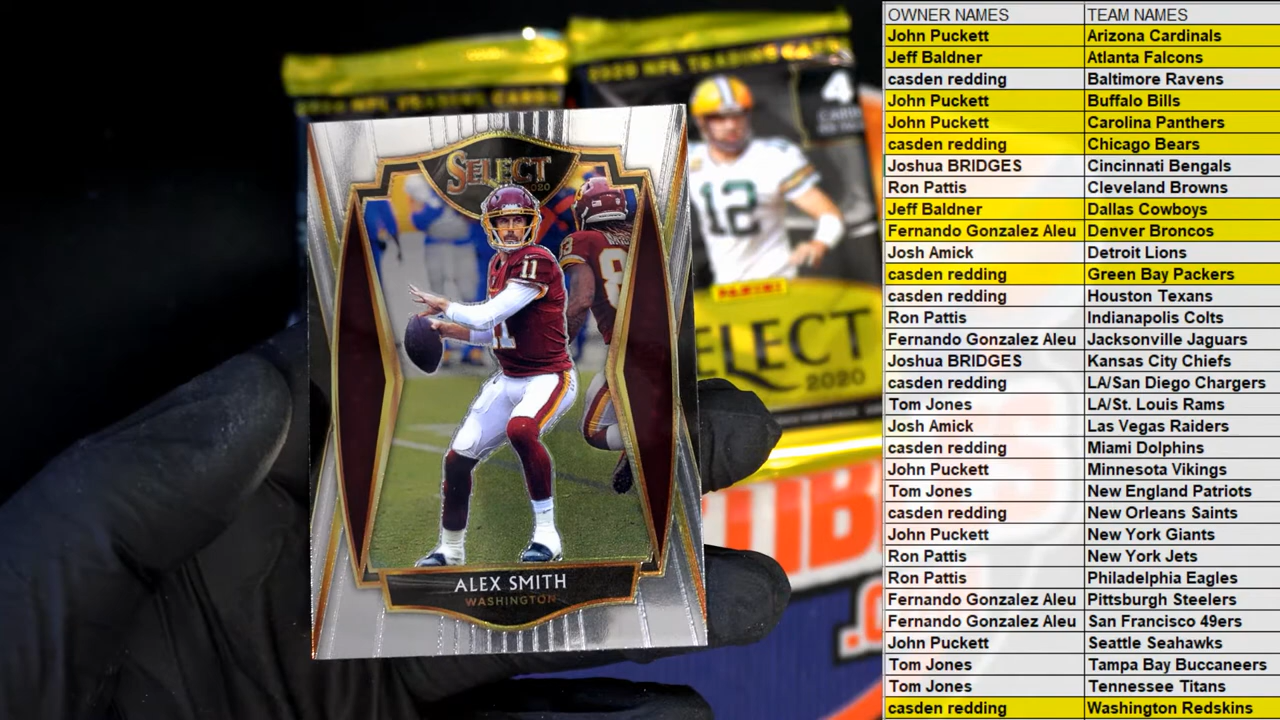 OWNER NAMES TEAM NAMES
John Puckett Arizona Cardinals
Jeff Baldner Atlanta Falcons
casden redding Baltimore Ravens
John Puckett Buffalo Bills
John Puckett Carolina Panthers
casden redding Chicago Bears
Joshua BRIDGES Cincinnati Bengals
Ron Pattis Cleveland Browns
Jeff Baldner Dallas Cowboys
Fernando Gonzalez Aleu Denver Broncos
Josh Amick Detroit Lions
casden redding Green Bay Packers
casden redding Houston Texans
Ron Pattis Indianapolis Colts
Fernando Gonzalez Aleu Jacksonville Jaguars
Joshua BRIDGES Kansas City Chiefs
casden redding LA/San Diego Chargers
Tom Jones LA/St. Louis Rams
Josh Amick Las Vegas Raiders
casden redding Miami Dolphins
John Puckett Minnesota Vikings
Tom Jones New England Patriots
casden redding New Orleans Saints
John Puckett New York Giants
Ron Pattis New York Jets
Ron Pattis Philadelphia Eagles
Fernando Gonzalez Aleu Pittsburgh Steelers
Fernando Gonzalez Aleu San Francisco 49ers
John Puckett Seattle Seahawks
Tom Jones Tampa Bay Buccaneers
Tom Jones Tennessee Titans
casden redding Washington Redskins
SELECT
2020
11
11
8
ALEX SMITH
WASHINGTON
2020 NFL TRADING CARDS
2020 NFL TRADING CARDS
4
12
PANINI
SELECT
2020